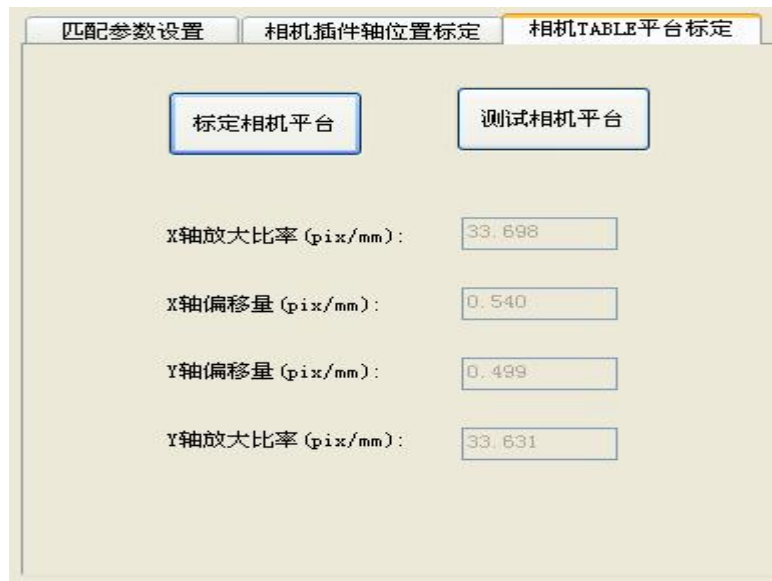 匹配参数设置 相机插件轴位置标定 相机TABLE平台标定
标定相机平台 测试相机平台
X轴放大比率(pix/mm): 33.698
X轴偏移量(pix/mm): 0.540
Y轴偏移量(pix/mm): 0.499
Y轴放大比率(pix/mm): 33.631